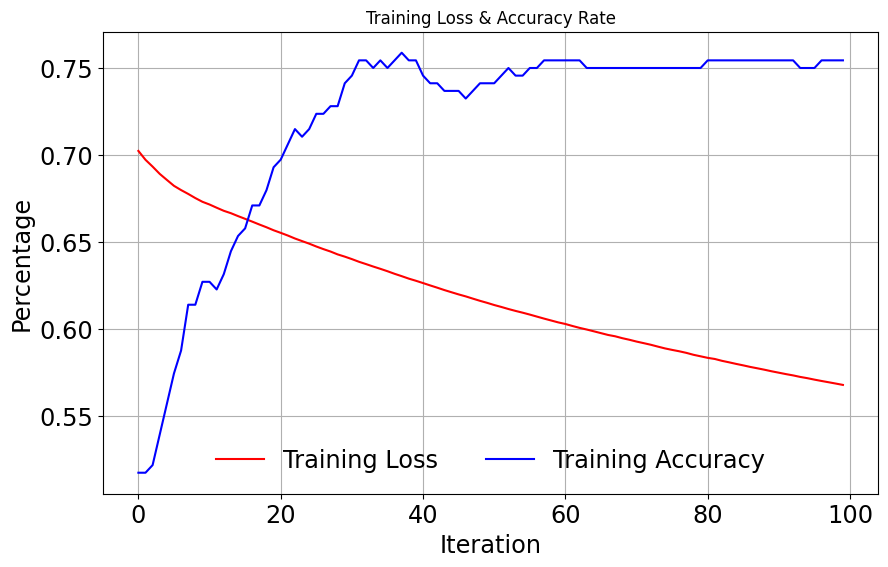 Training Loss & Accuracy Rate
Percentage
0.75
0.70
0.65
0.60
0.55
Training Loss Training Accuracy
0 20 40 60 80 100
Iteration